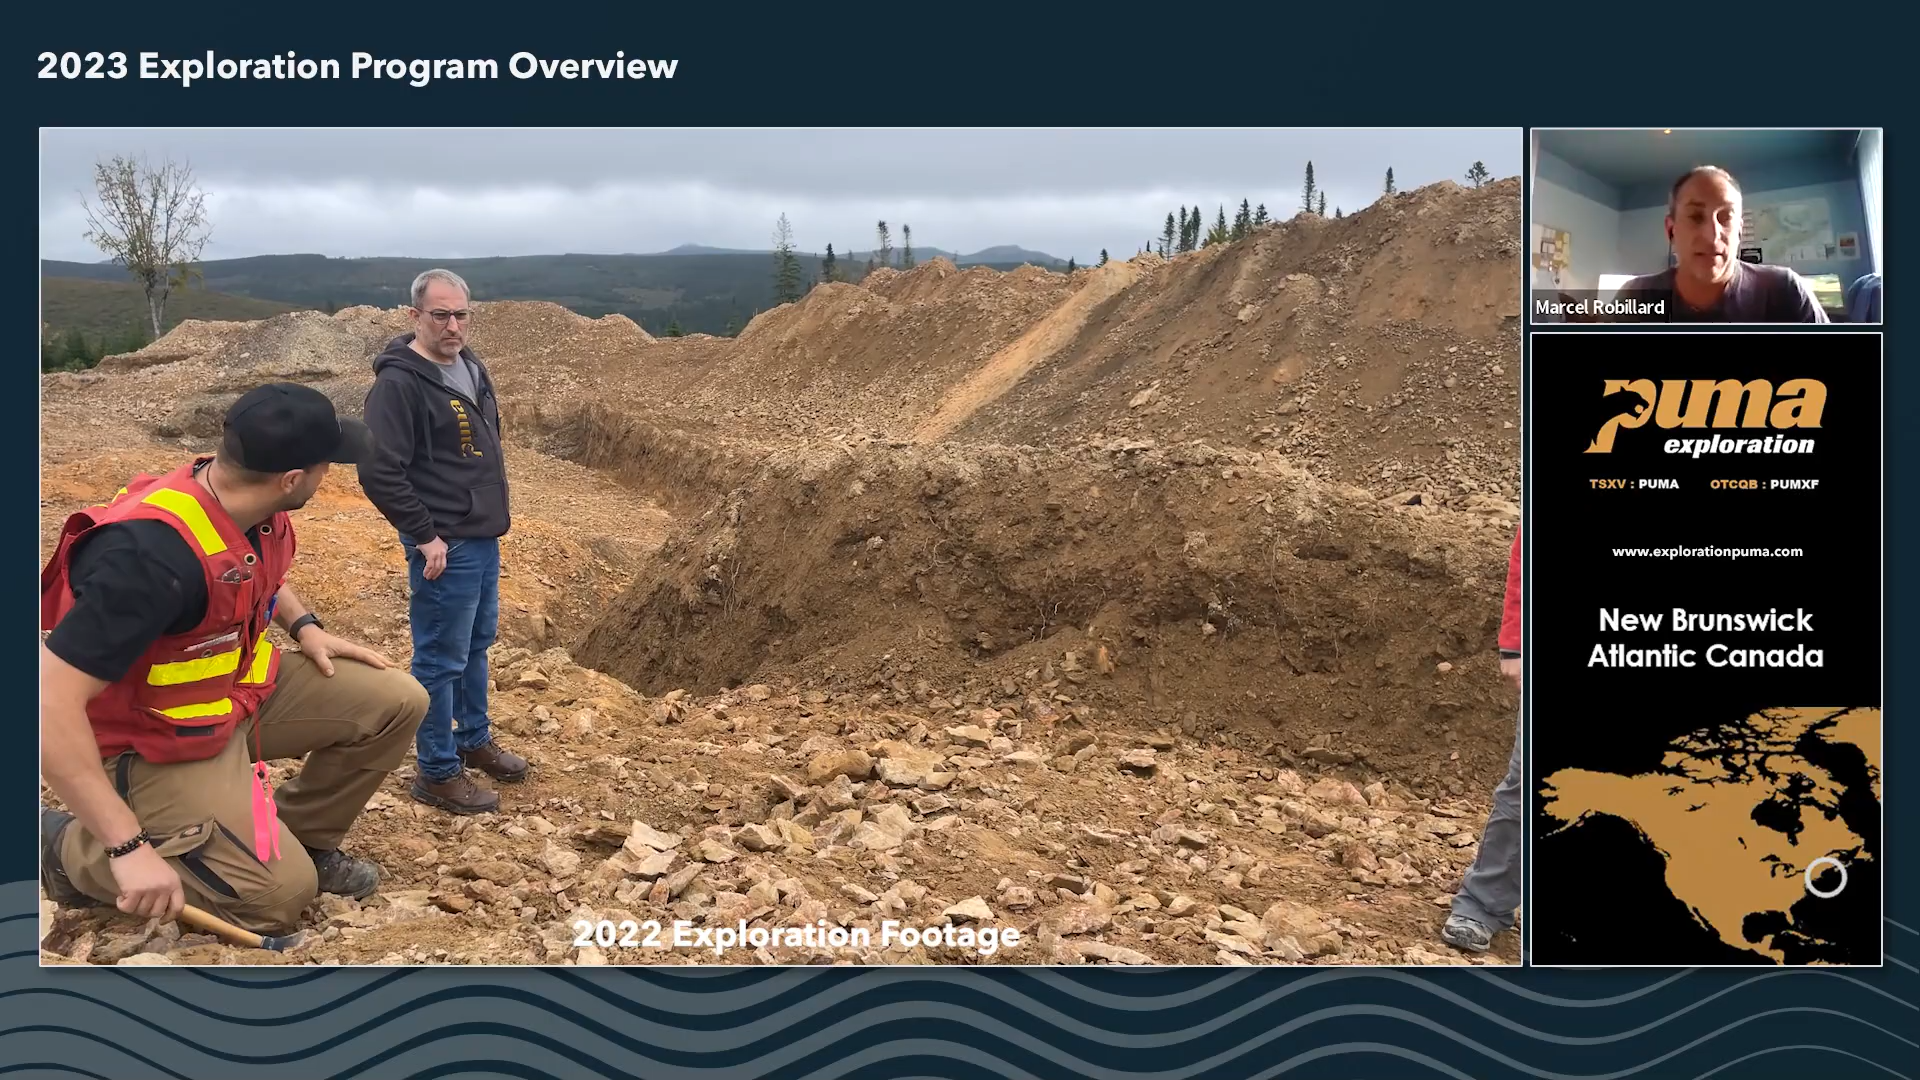 2023 Exploration Program Overview
puma
2022 Exploration Footage
Marcel Robillard
puma
exploration
TSXV : PUMA OTCQB : PUMXF
www.explorationpuma.com
New Brunswick
Atlantic Canada